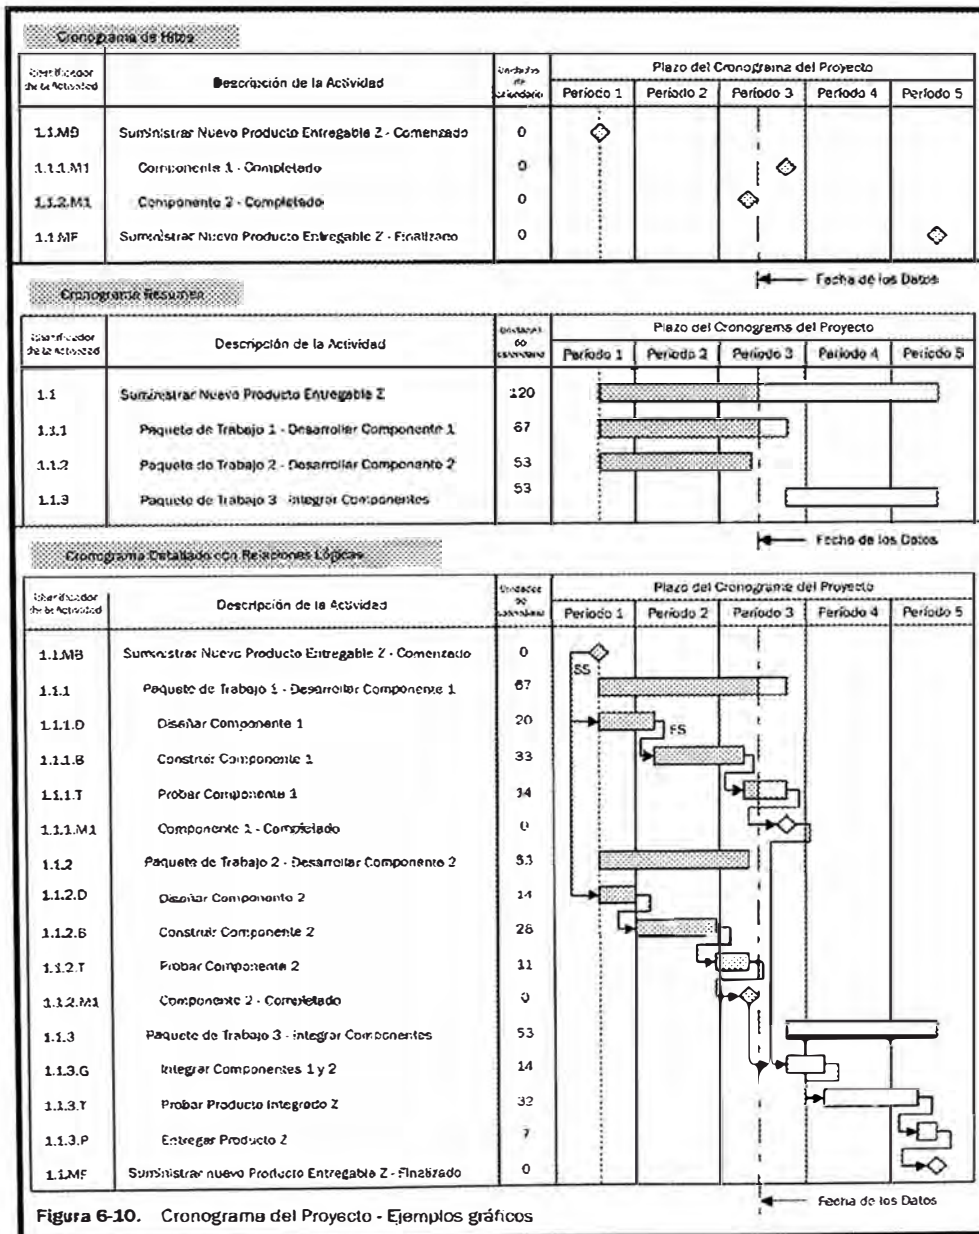 Cronograma de Hitos
Identificador de la Actividad | Descripción de la Actividad | Unidades de calendario | Plazo del Cronograma del Proyecto
Período 1 | Período 2 | Período 3 | Período 4 | Período 5
1.1.MB Suministrar Nuevo Producto Entregable Z - Comenzado 0
1.1.1.M1 Componente 1 - Completado 0
1.1.2.M1 Componente 2 - Completado 0
1.1.MF Suministrar Nuevo Producto Entregable Z - Finalizado 0
Fecha de los Datos
Cronograma Resumen
Identificador de la Actividad | Descripción de la Actividad | Unidades de calendario | Plazo del Cronograma del Proyecto
Período 1 | Período 2 | Período 3 | Período 4 | Período 5
1.1 Suministrar Nuevo Producto Entregable Z 120
1.1.1 Paquete de Trabajo 1 - Desarrollar Componente 1 67
1.1.2 Paquete de Trabajo 2 - Desarrollar Componente 2 53
1.1.3 Paquete de Trabajo 3 - Integrar Componentes 53
Fecha de los Datos
Cronograma Detallado con Relaciones Lógicas
Identificador de la Actividad | Descripción de la Actividad | Unidades de calendario | Plazo del Cronograma del Proyecto
Período 1 | Período 2 | Período 3 | Período 4 | Período 5
1.1.MB Suministrar Nuevo Producto Entregable Z - Comenzado 0
SS
1.1.1 Paquete de Trabajo 1 - Desarrollar Componente 1 67
1.1.1.D Diseñar Componente 1 20
FS
1.1.1.B Construir Componente 1 33
1.1.1.T Probar Componente 1 14
1.1.1.M1 Componente 1 - Completado 0
1.1.2 Paquete de Trabajo 2 - Desarrollar Componente 2 53
1.1.2.D Diseñar Componente 2 14
1.1.2.B Construir Componente 2 28
1.1.2.T Probar Componente 2 11
1.1.2.M1 Componente 2 - Completado 0
1.1.3 Paquete de Trabajo 3 - Integrar Componentes 53
1.1.3.G Integrar Componentes 1 y 2 14
1.1.3.T Probar Producto Integrado Z 32
1.1.3.P Entregar Producto Z 7
1.1.MF Suministrar nuevo Producto Entregable Z - Finalizado 0
Fecha de los Datos
Figura 6-10. Cronograma del Proyecto - Ejemplos gráficos